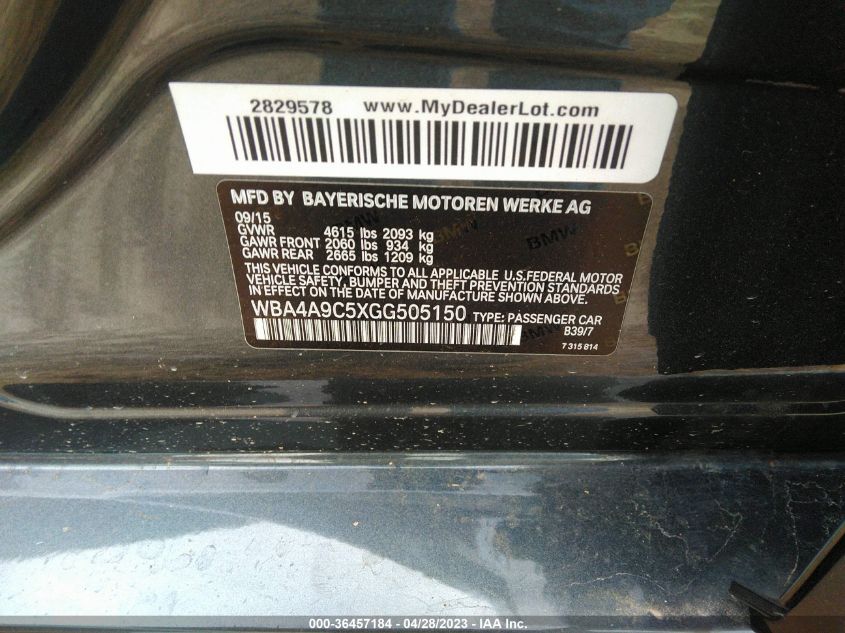 2829578 www.MyDealerLot.com
MFD BY BAYERISCHE MOTOREN WERKE AG
09/15
GVWR 4615 lbs 2093 kg
GAWR FRONT 2060 lbs 934 kg
GAWR REAR 2665 lbs 1209 kg
THIS VEHICLE CONFORMS TO ALL APPLICABLE U.S.FEDERAL MOTOR
VEHICLE SAFETY, BUMPER AND THEFT PREVENTION STANDARDS
IN EFFECT ON THE DATE OF MANUFACTURE SHOWN ABOVE.
WBA4A9C5XGG505150 TYPE: PASSENGER CAR
B39/7
7 315 814
BMW
000-36457184 - 04/28/2023 - IAA Inc.